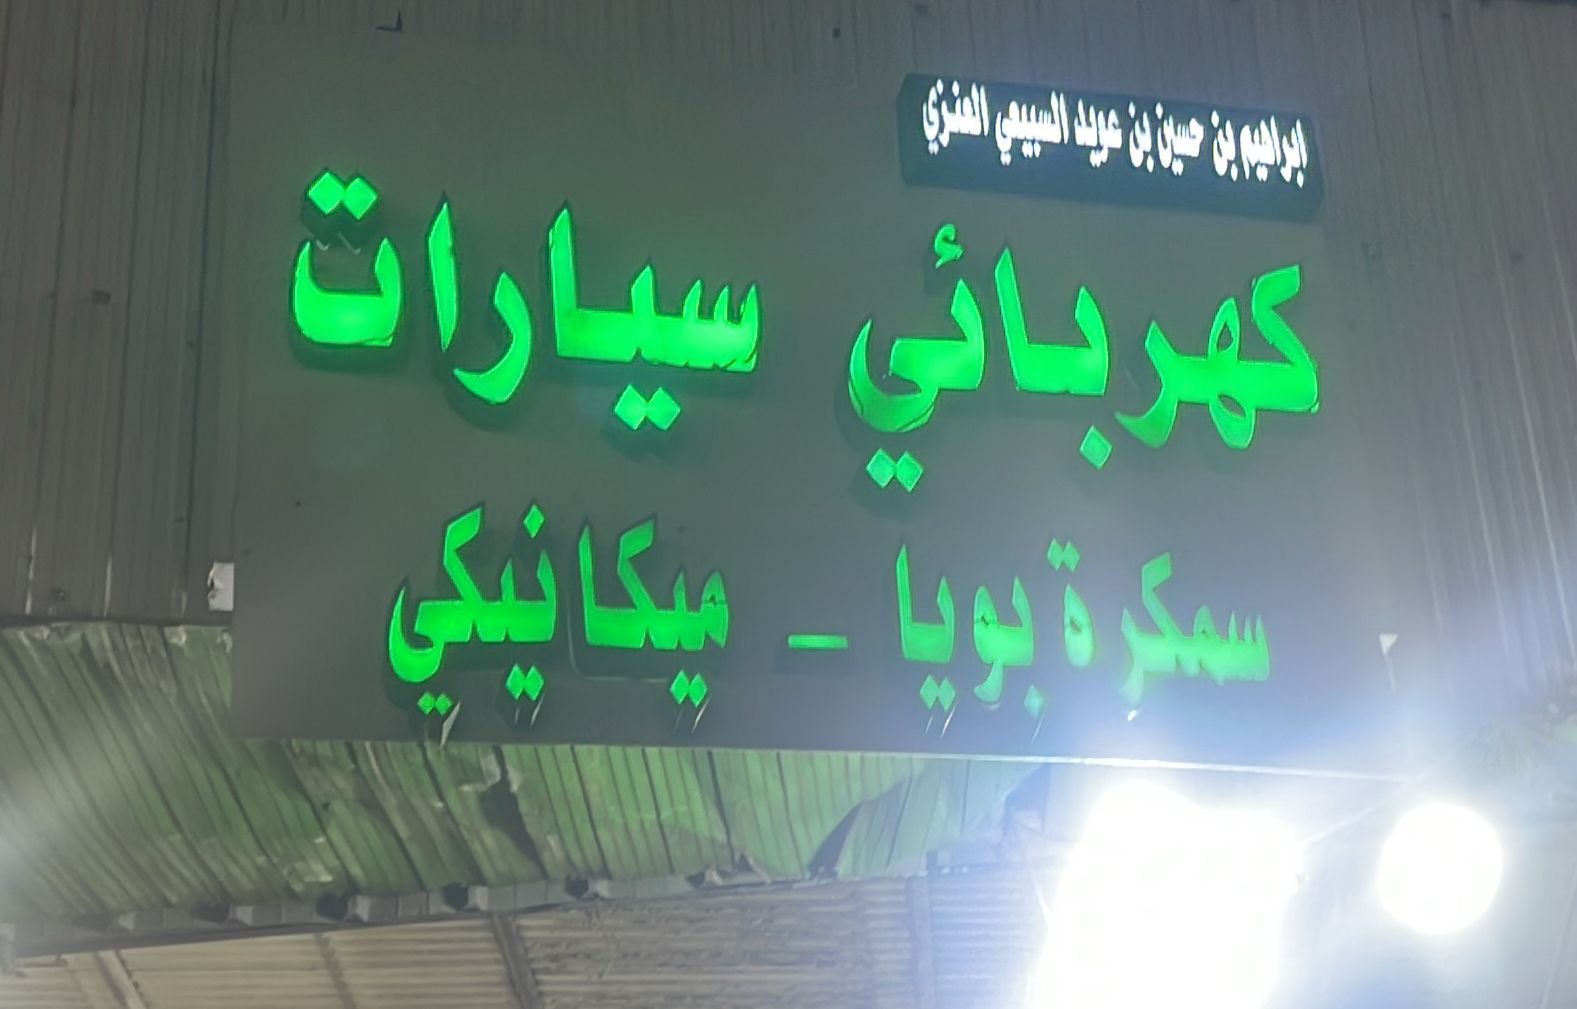 ابراهيم بن حسين بن عويد السبيعي العنزي
كهربائي سيارات
سمكرة بويا - ميكانيكي